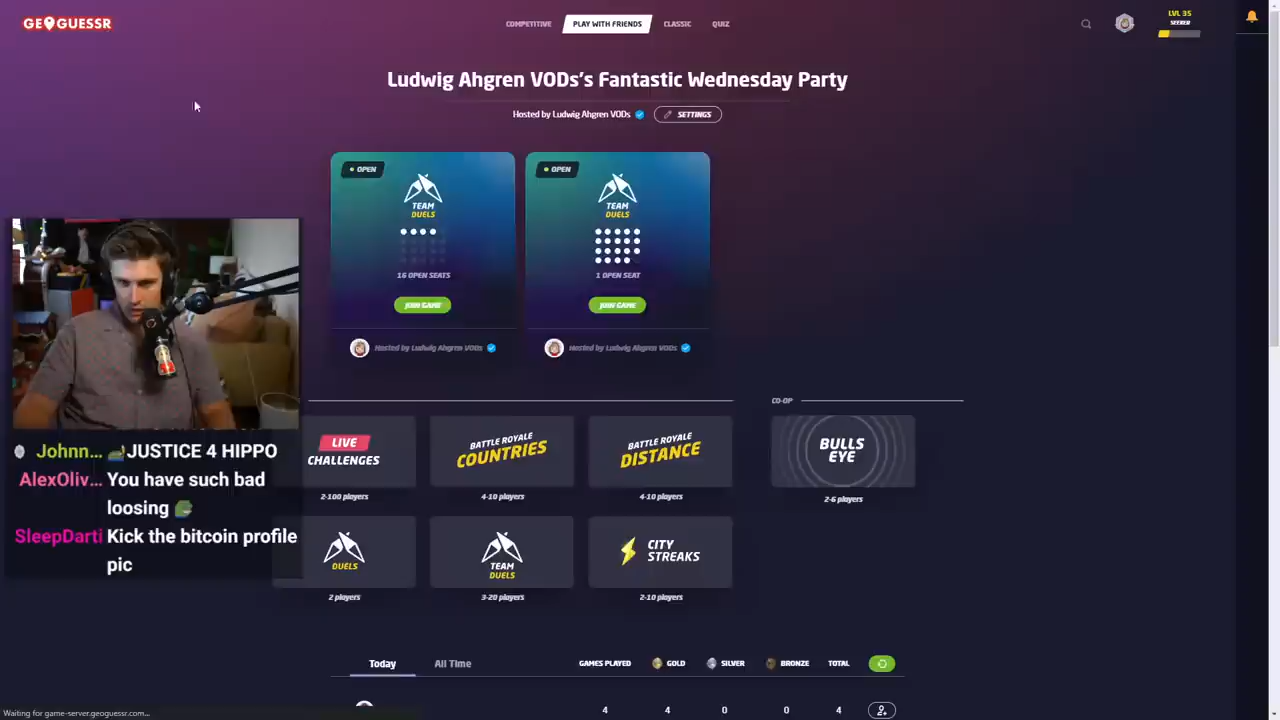 GEOGUESSR
COMPETITIVE
PLAY WITH FRIENDS
CLASSIC
QUIZ
LVL 35
SEEKER
Ludwig Ahgren VODs's Fantastic Wednesday Party
Hosted by Ludwig Ahgren VODs
SETTINGS
OPEN
TEAM
DUELS
16 OPEN SEATS
JOIN GAME
Hosted by Ludwig Ahgren VODs
OPEN
TEAM
DUELS
1 OPEN SEAT
JOIN GAME
Hosted by Ludwig Ahgren VODs
Johnn... JUSTICE 4 HIPPO
AlexOliv... You have such bad
loosing
SleepDarti Kick the bitcoin profile
pic
CO-OP
LIVE
CHALLENGES
2-100 players
BATTLE ROYALE
COUNTRIES
4-10 players
BATTLE ROYALE
DISTANCE
4-10 players
BULLS
EYE
2-6 players
DUELS
2 players
TEAM
DUELS
3-20 players
CITY
STREAKS
2-10 players
Today
All Time
GAMES PLAYED
GOLD
SILVER
BRONZE
TOTAL
4 4 0 0 4
Waiting for game-server.geoguessr.com...